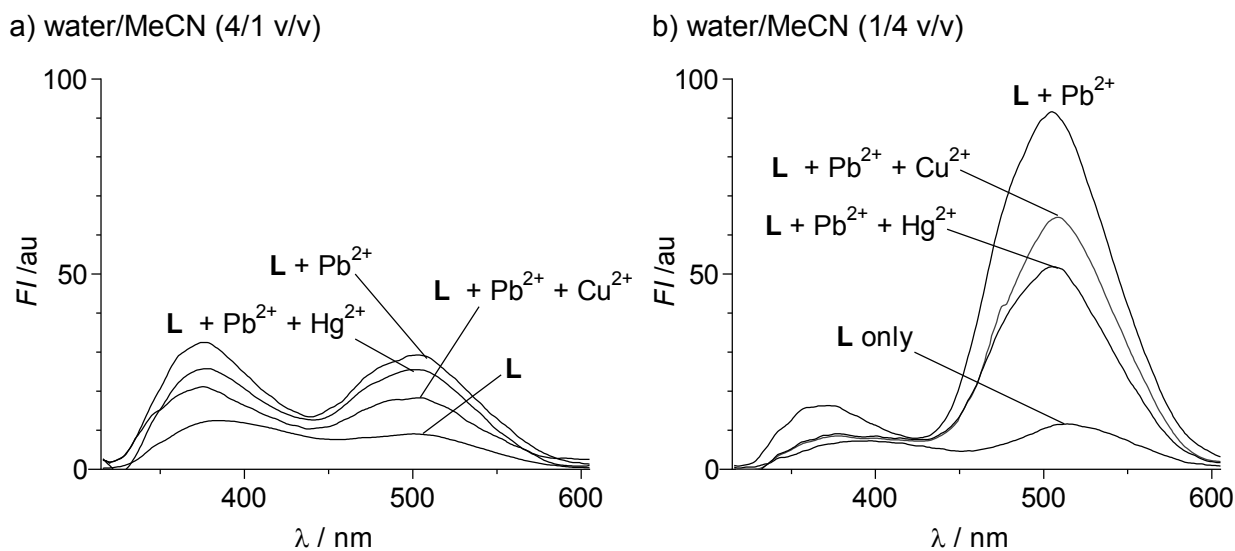 a) water/MeCN (4/1 v/v)
100
50
0
FI /au
L + Pb²⁺
L + Pb²⁺ + Cu²⁺
L + Pb²⁺ + Hg²⁺
L
400
500
600
λ / nm
b) water/MeCN (1/4 v/v)
100
50
0
FI /au
L + Pb²⁺
L + Pb²⁺ + Cu²⁺
L + Pb²⁺ + Hg²⁺
L only
400
500
600
λ / nm